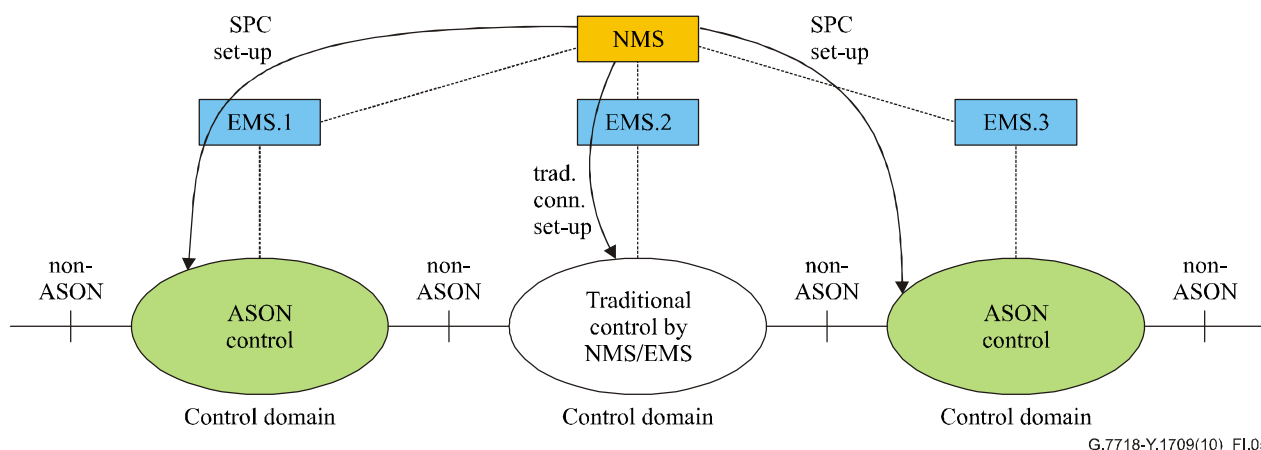 SPC
set-up
NMS
SPC
set-up
EMS.1
EMS.2
EMS.3
trad.
conn.
set-up
non-
ASON
non-
ASON
non-
ASON
non-
ASON
ASON
control
Traditional
control by
NMS/EMS
ASON
control
Control domain
Control domain
Control domain
G.7718-Y.1709(10)_FI.0